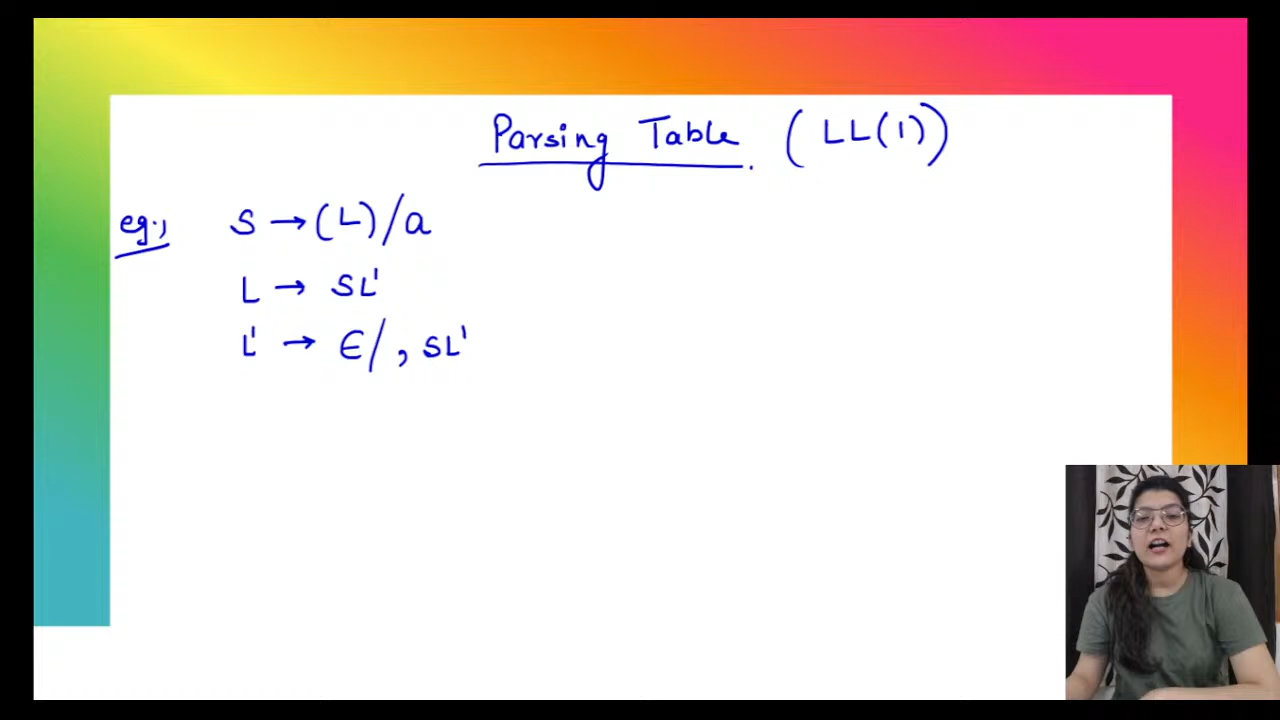 Parsing Table. (LL(1))
eg., S → (L)/a
L → SL'
L' → ∈/, SL'